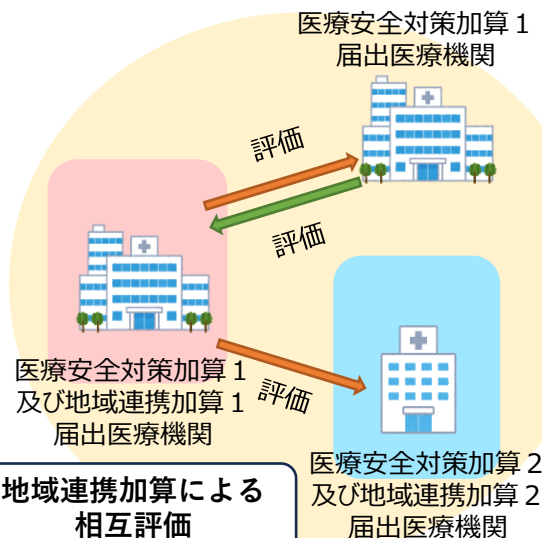 医療安全対策加算1
届出医療機関
評価
評価
医療安全対策加算1
及び地域連携加算1
届出医療機関
評価
医療安全対策加算2
及び地域連携加算2
届出医療機関
地域連携加算による
相互評価